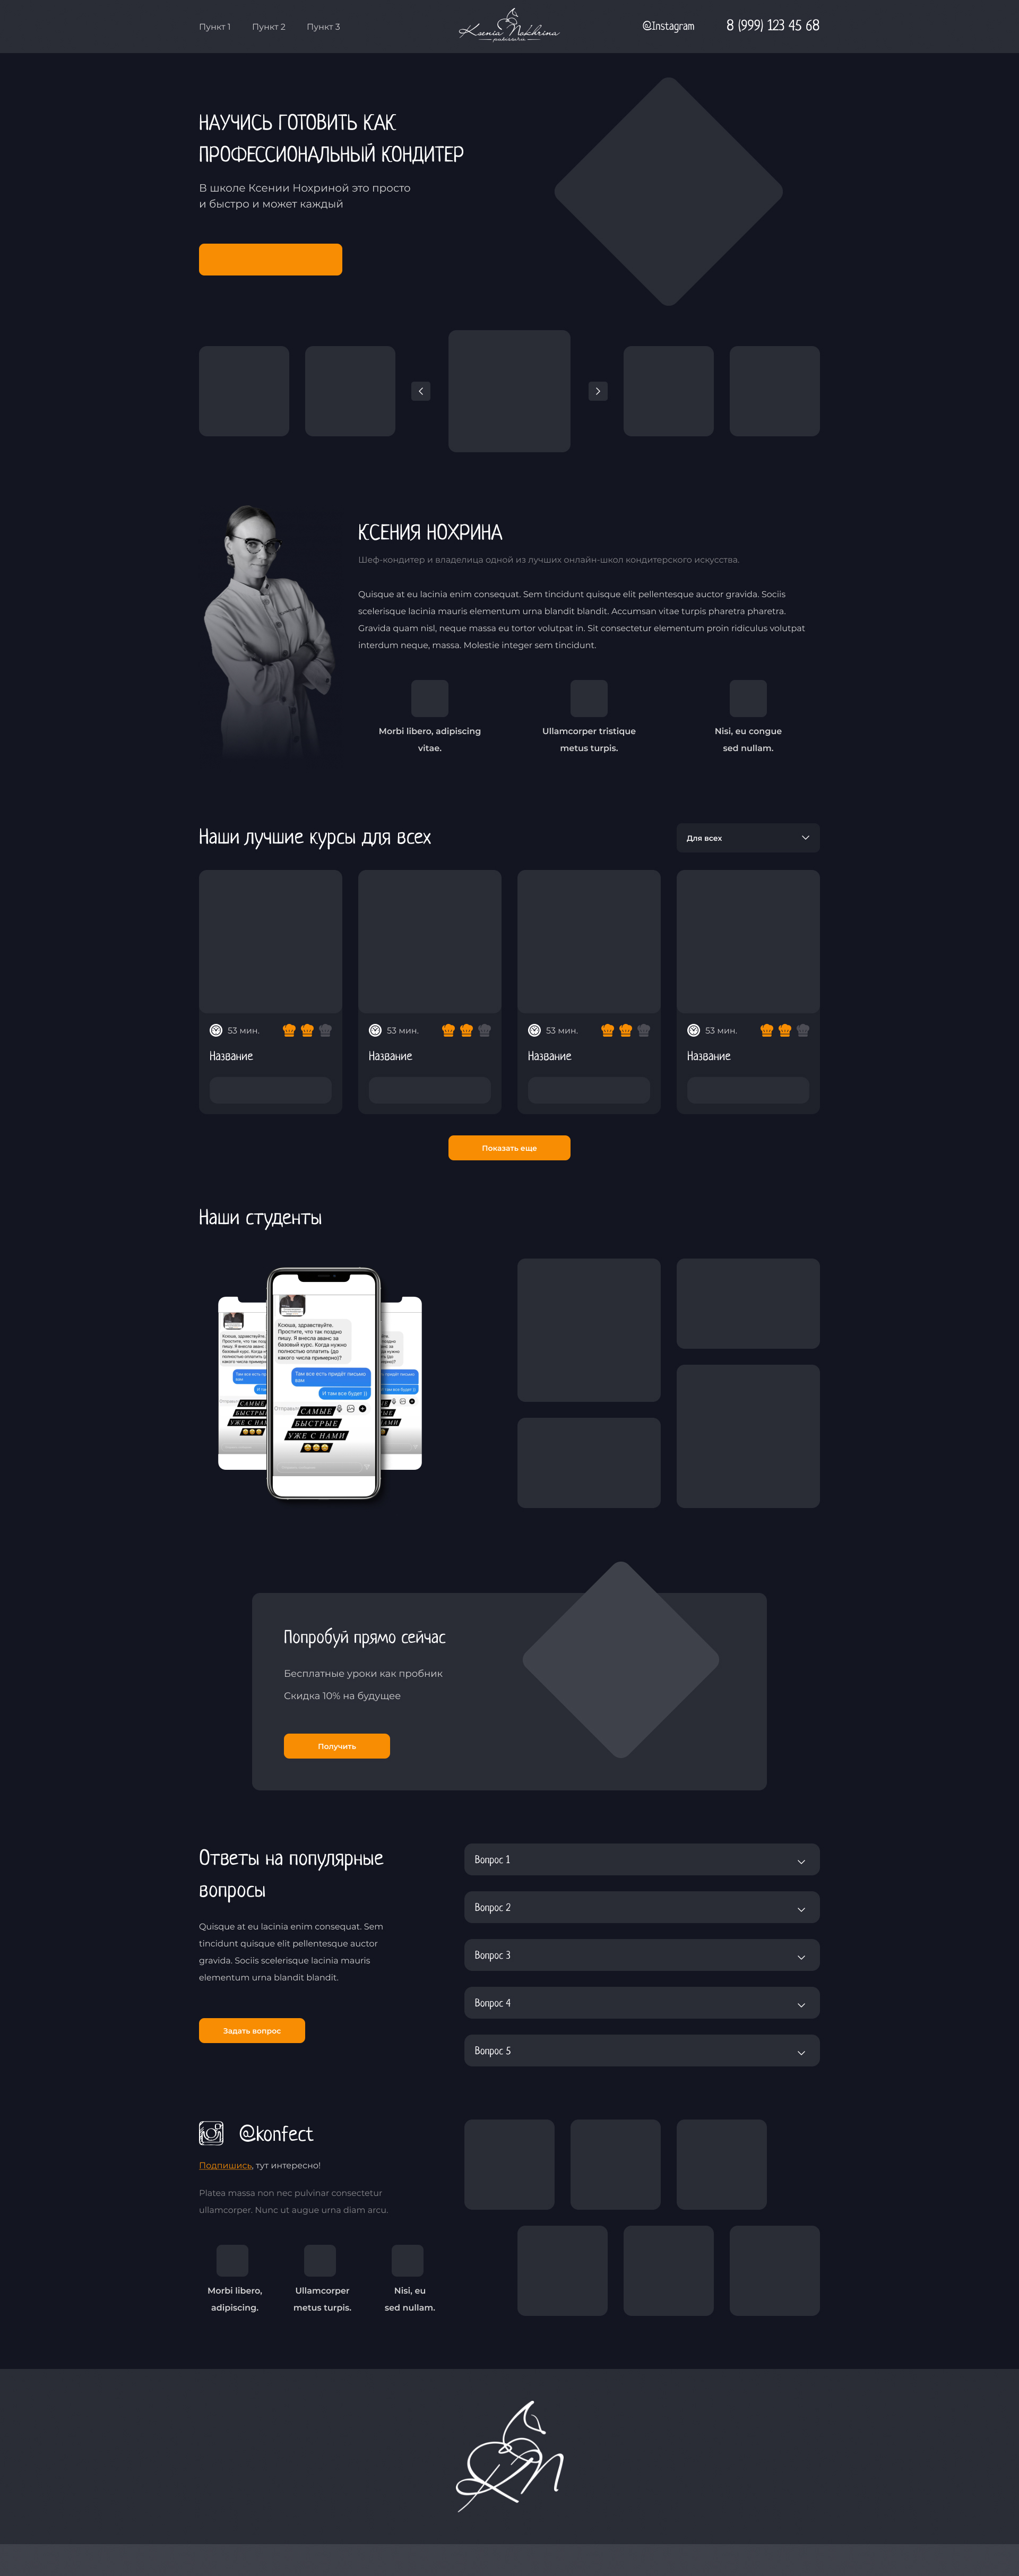 Пункт 1 Пункт 2 Пункт 3
Ksenia Nokhrina
@Instagram 8 (999) 123 45 68
НАУЧИСЬ ГОТОВИТЬ КАК
ПРОФЕССИОНАЛЬНЫЙ КОНДИТЕР
В школе Ксении Нохриной это просто
и быстро и может каждый
КСЕНИЯ НОХРИНА
Шеф-кондитер и владелица одной из лучших онлайн-школ кондитерского искусства.
Quisque at eu lacinia enim consequat. Sem tincidunt quisque elit pellentesque auctor gravida. Sociis
scelerisque lacinia mauris elementum urna blandit blandit. Accumsan vitae turpis pharetra pharetra.
Gravida quam nisl, neque massa eu tortor volutpat in. Sit consectetur elementum proin ridiculus volutpat
interdum neque, massa. Molestie integer sem tincidunt.
Morbi libero, adipiscing
vitae.
Ullamcorper tristique
metus turpis.
Nisi, eu congue
sed nullam.
Наши лучшие курсы для всех
Для всех
53 мин.
Название
53 мин.
Название
53 мин.
Название
53 мин.
Название
Показать еще
Наши студенты
Ксюша, здравствуйте.
Простите, что так поздно
пишу. Я внесла аванс за
базовый курс. Когда нужно
полностью оплатить (до
какого числа примерно)?
Там все есть придёт письмо
вам
И там все будет ))
САМЫЕ
БЫСТРЫЕ
УЖЕ С НАМИ
Попробуй прямо сейчас
Бесплатные уроки как пробник
Скидка 10% на будущее
Получить
Ответы на популярные
вопросы
Quisque at eu lacinia enim consequat. Sem
tincidunt quisque elit pellentesque auctor
gravida. Sociis scelerisque lacinia mauris
elementum urna blandit blandit.
Задать вопрос
Вопрос 1
Вопрос 2
Вопрос 3
Вопрос 4
Вопрос 5
@konfect
Подпишись, тут интересно!
Platea massa non nec pulvinar consectetur
ullamcorper. Nunc ut augue urna diam arcu.
Morbi libero,
adipiscing.
Ullamcorper
metus turpis.
Nisi, eu
sed nullam.